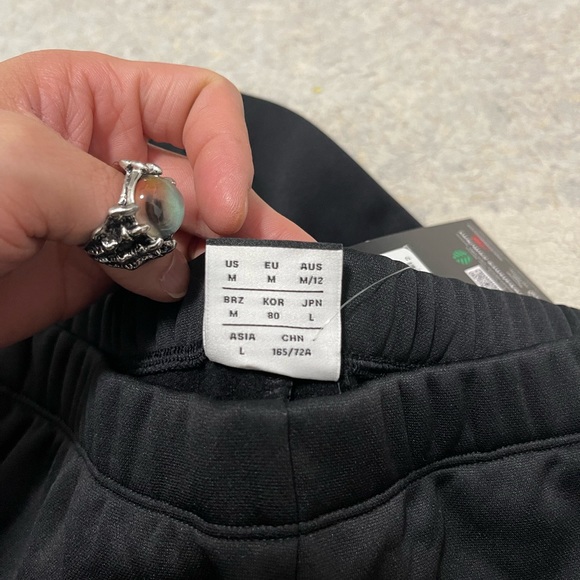 US EU AUS
M M M/12
BRZ KOR JPN
M 80 L
ASIA CHN
L 165/72A